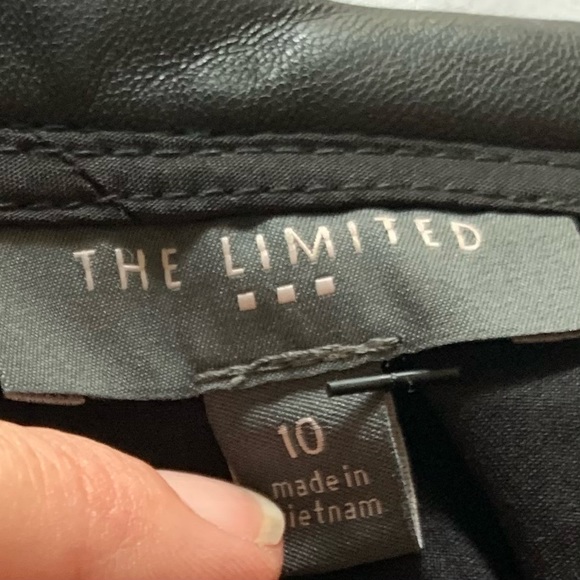 THE LIMITED
10
made in
ietnam